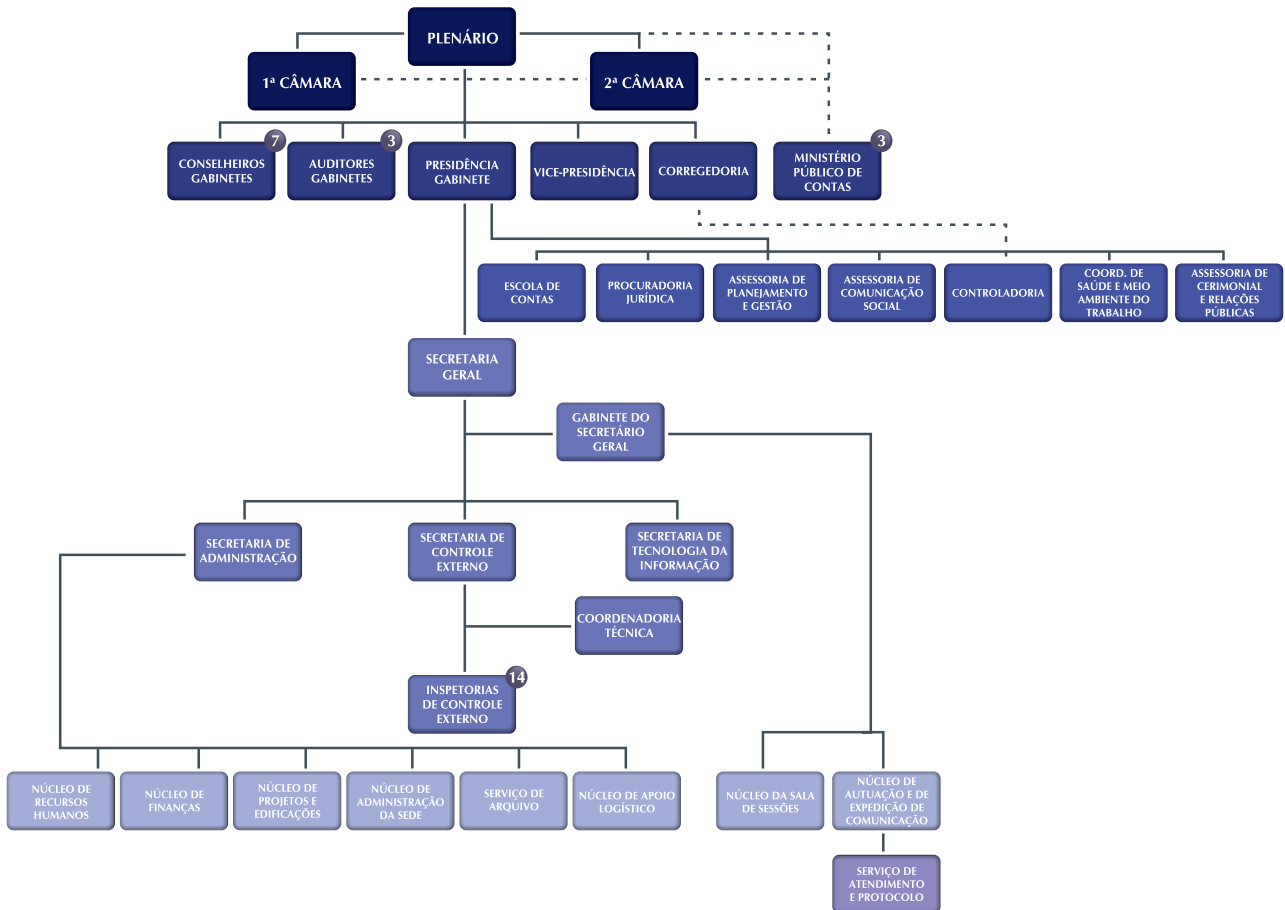 PLENÁRIO
1ª CÂMARA
2ª CÂMARA
7
CONSELHEIROS
GABINETES
3
AUDITORES
GABINETES
PRESIDÊNCIA
GABINETE
VICE-PRESIDÊNCIA
CORREGEDORIA
3
MINISTÉRIO
PÚBLICO DE
CONTAS
ESCOLA DE
CONTAS
PROCURADORIA
JURÍDICA
ASSESSORIA DE
PLANEJAMENTO
E GESTÃO
ASSESSORIA DE
COMUNICAÇÃO
SOCIAL
CONTROLADORIA
COORD. DE
SAÚDE E MEIO
AMBIENTE DO
TRABALHO
ASSESSORIA DE
CERIMONIAL
E RELAÇÕES
PÚBLICAS
SECRETARIA
GERAL
GABINETE DO
SECRETÁRIO
GERAL
SECRETARIA DE
ADMINISTRAÇÃO
SECRETARIA DE
CONTROLE
EXTERNO
SECRETARIA DE
TECNOLOGIA DA
INFORMAÇÃO
COORDENADORIA
TÉCNICA
14
INSPETORIAS
DE CONTROLE
EXTERNO
NÚCLEO DE
RECURSOS
HUMANOS
NÚCLEO DE
FINANÇAS
NÚCLEO DE
PROJETOS E
EDIFICAÇÕES
NÚCLEO DE
ADMINISTRAÇÃO
DA SEDE
SERVIÇO DE
ARQUIVO
NÚCLEO DE APOIO
LOGÍSTICO
NÚCLEO DA SALA
DE SESSÕES
NÚCLEO DE
AUTUAÇÃO E DE
EXPEDIÇÃO DE
COMUNICAÇÃO
SERVIÇO DE
ATENDIMENTO
E PROTOCOLO